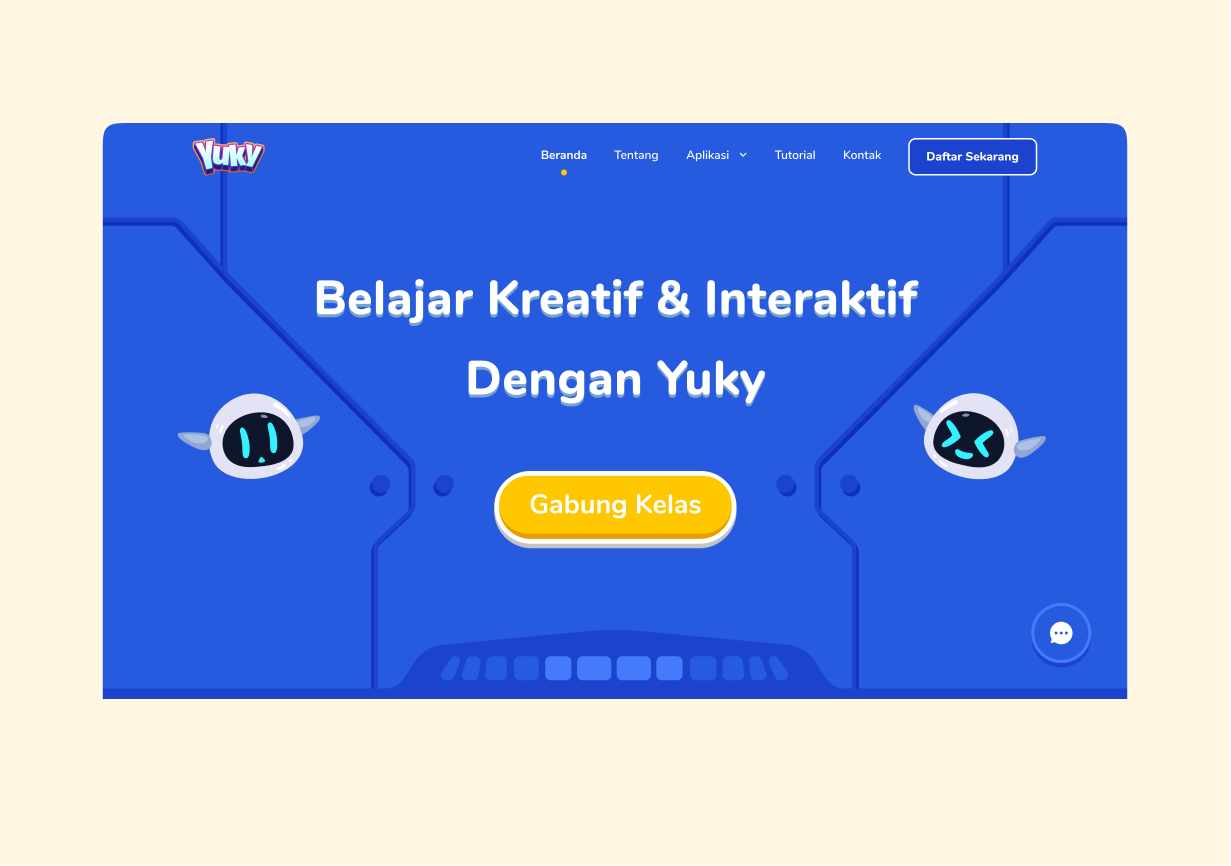 Yuky
Beranda
Tentang
Aplikasi
Tutorial
Kontak
Daftar Sekarang
Belajar Kreatif & Interaktif
Dengan Yuky
Gabung Kelas